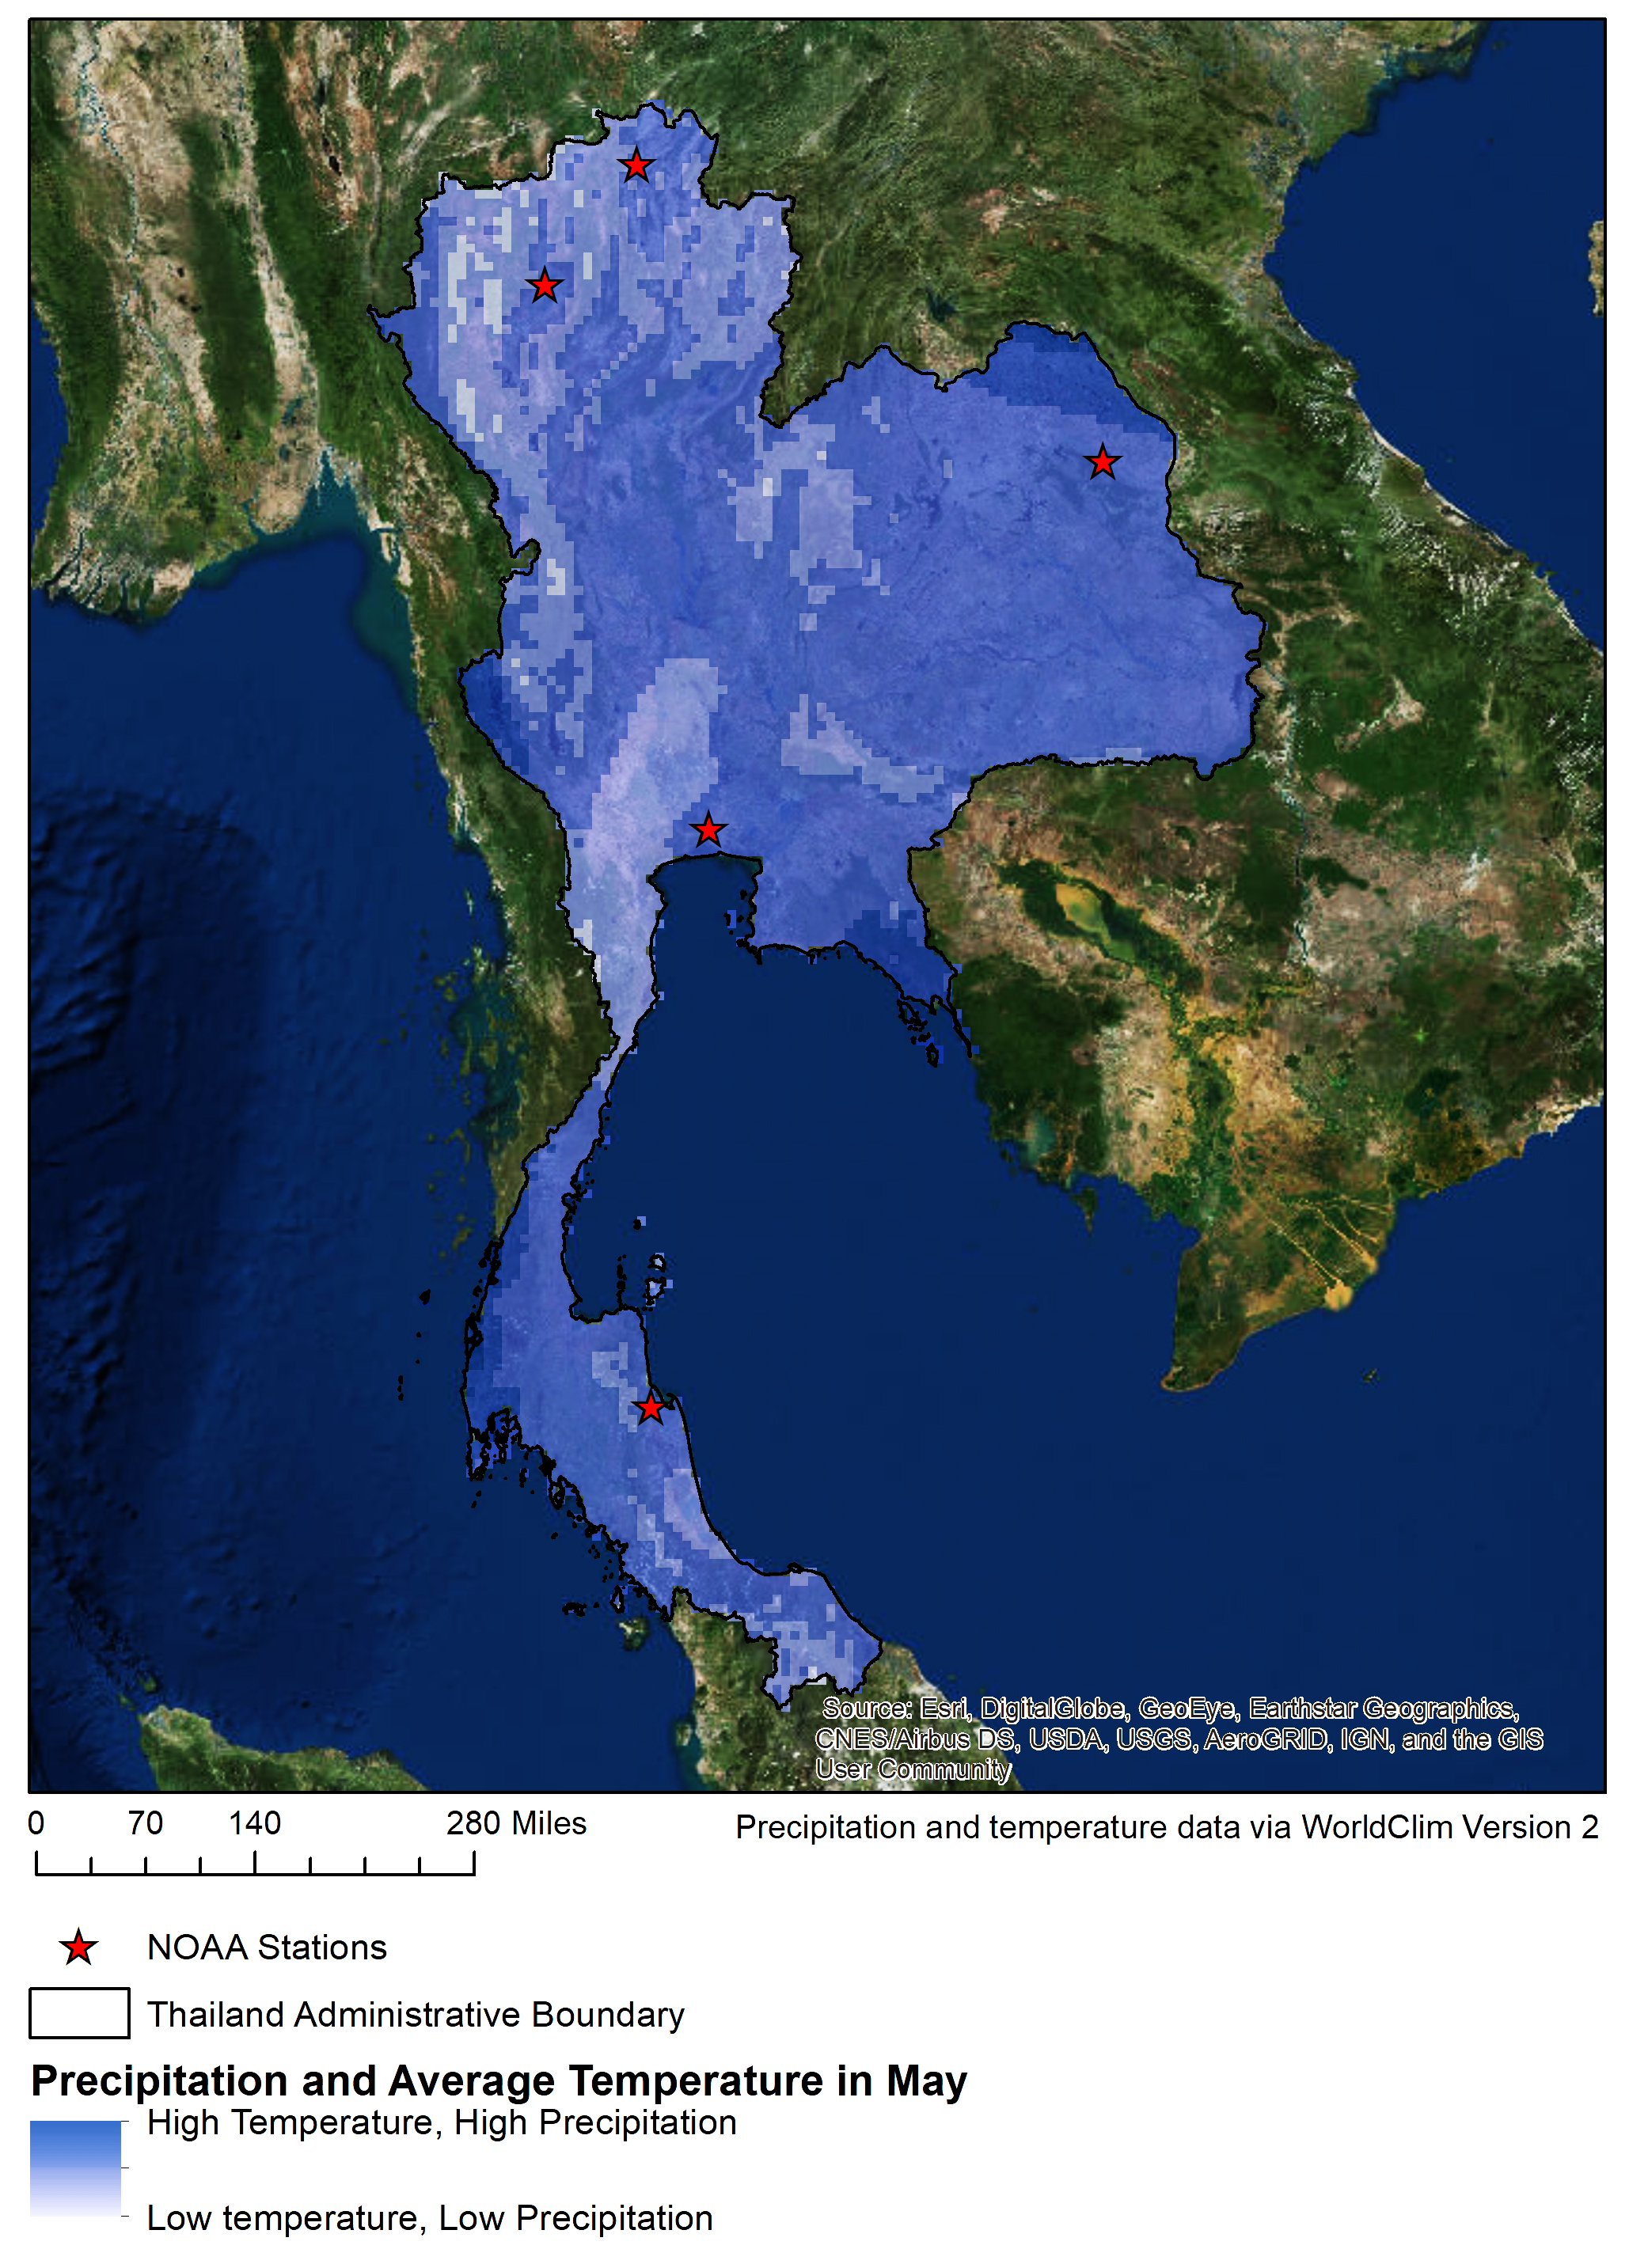 Source: Esri, DigitalGlobe, GeoEye, Earthstar Geographics,
CNES/Airbus DS, USDA, USGS, AeroGRID, IGN, and the GIS
User Community
0 70 140 280 Miles
Precipitation and temperature data via WorldClim Version 2
NOAA Stations
Thailand Administrative Boundary
Precipitation and Average Temperature in May
High Temperature, High Precipitation
Low temperature, Low Precipitation